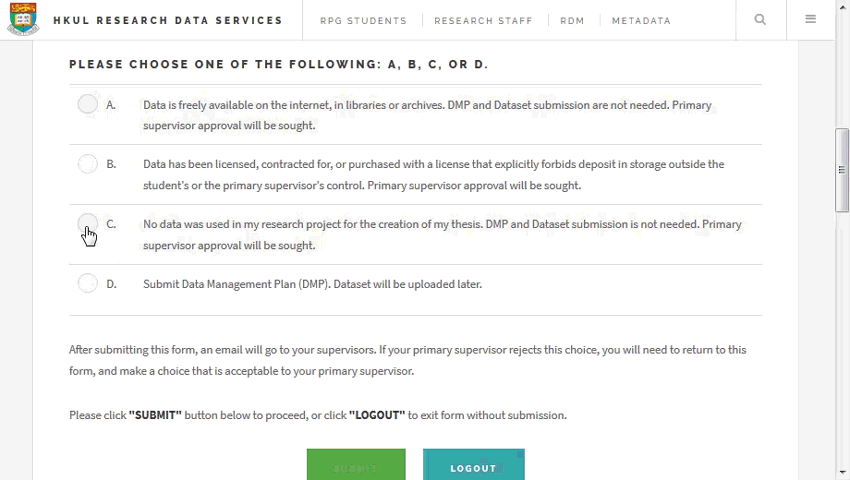 HKUL RESEARCH DATA SERVICES
RPG STUDENTS
RESEARCH STAFF
RDM
METADATA
PLEASE CHOOSE ONE OF THE FOLLOWING: A, B, C, OR D.
A. Data is freely available on the internet, in libraries or archives. DMP and Dataset submission are not needed. Primary
supervisor approval will be sought.
B. Data has been licensed, contracted for, or purchased with a license that explicitly forbids deposit in storage outside the
student's or the primary supervisor's control. Primary supervisor approval will be sought.
C. No data was used in my research project for the creation of my thesis. DMP and Dataset submission is not needed. Primary
supervisor approval will be sought.
D. Submit Data Management Plan (DMP). Dataset will be uploaded later.
After submitting this form, an email will go to your supervisors. If your primary supervisor rejects this choice, you will need to return to this
form, and make a choice that is acceptable to your primary supervisor.
Please click "SUBMIT" button below to proceed, or click "LOGOUT" to exit form without submission.
SUBMIT
LOGOUT